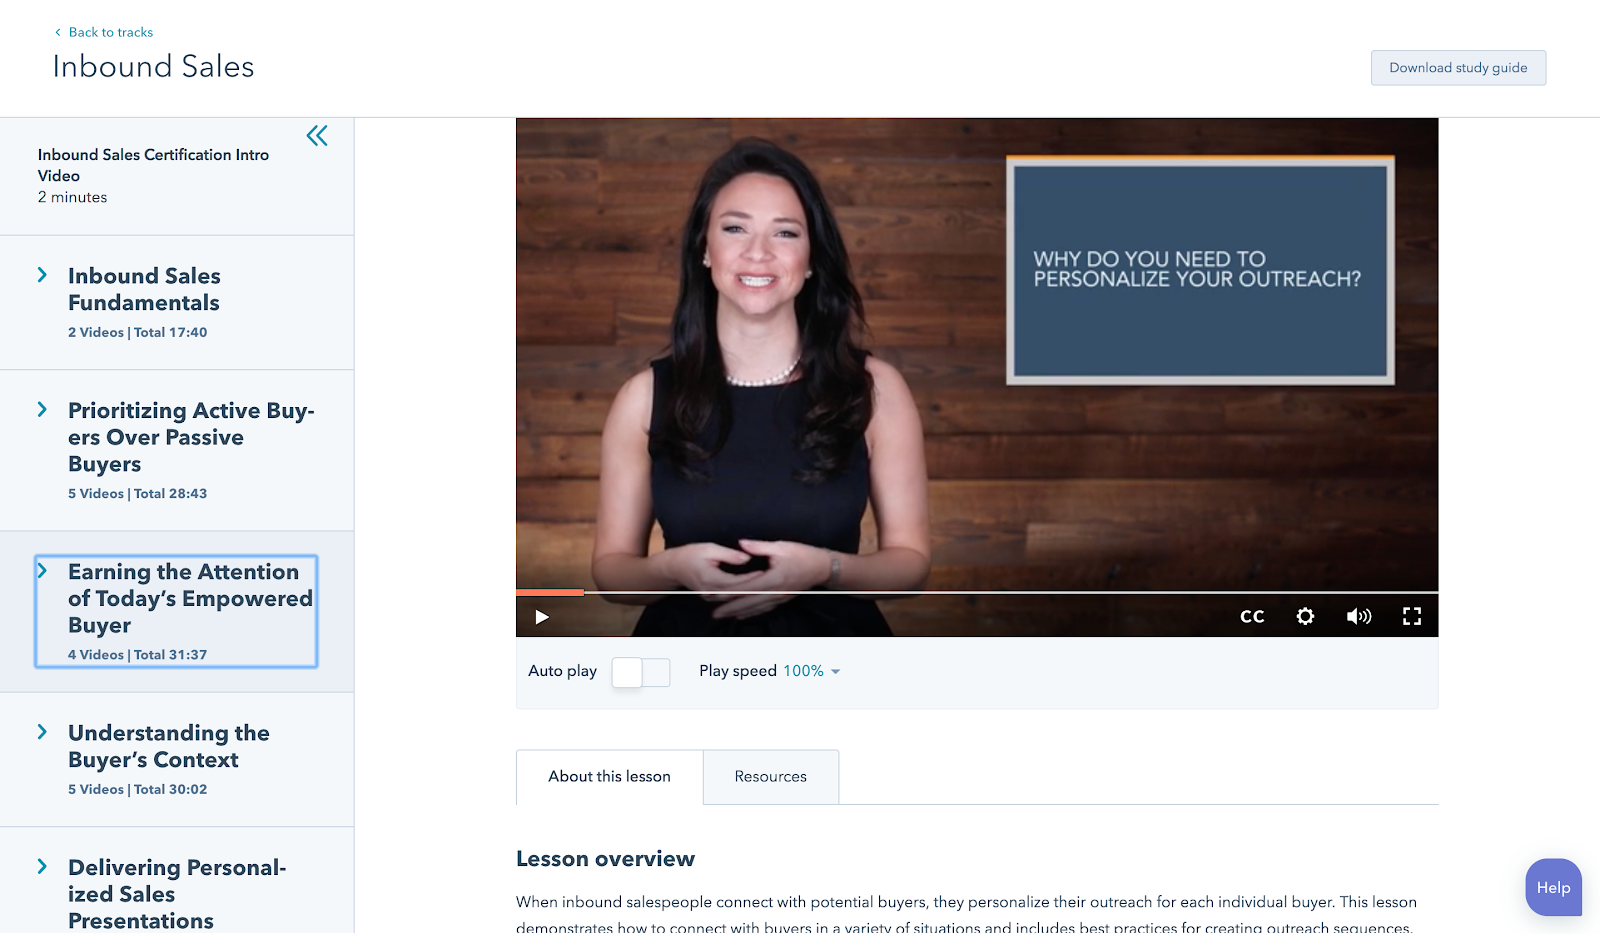 Back to tracks
Inbound Sales
Download study guide
Inbound Sales Certification Intro
Video
2 minutes
Inbound Sales
Fundamentals
2 Videos | Total 17:40
Prioritizing Active Buy-
ers Over Passive
Buyers
5 Videos | Total 28:43
Earning the Attention
of Today’s Empowered
Buyer
4 Videos | Total 31:37
Understanding the
Buyer’s Context
5 Videos | Total 30:02
Delivering Personal-
ized Sales
Presentations
WHY DO YOU NEED TO
PERSONALIZE YOUR OUTREACH?
CC
Auto play
Play speed 100%
About this lesson
Resources
Lesson overview
When inbound salespeople connect with potential buyers, they personalize their outreach for each individual buyer. This lesson
demonstrates how to connect with buyers in a variety of situations and includes best practices for creating outreach sequences.
Help